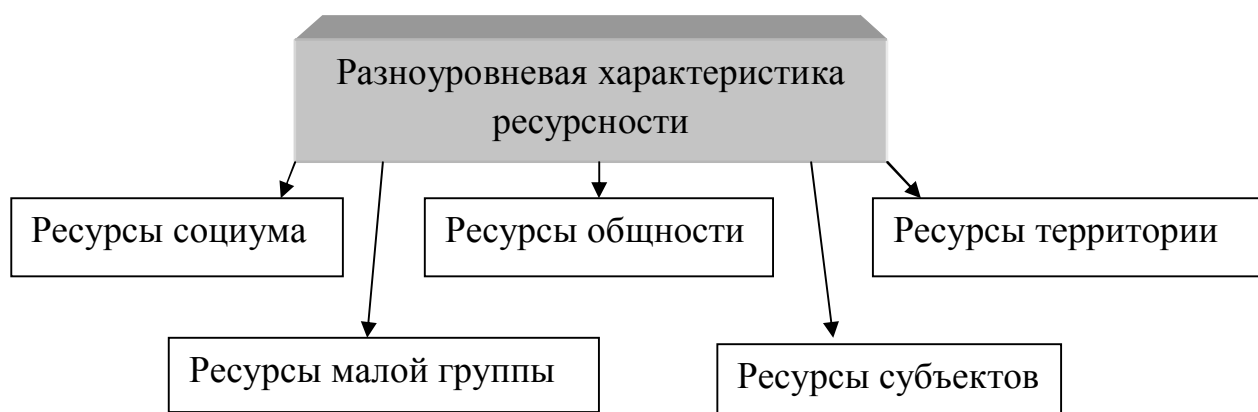 Разноуровневая характеристика
ресурсности
Ресурсы социума
Ресурсы общности
Ресурсы территории
Ресурсы малой группы
Ресурсы субъектов